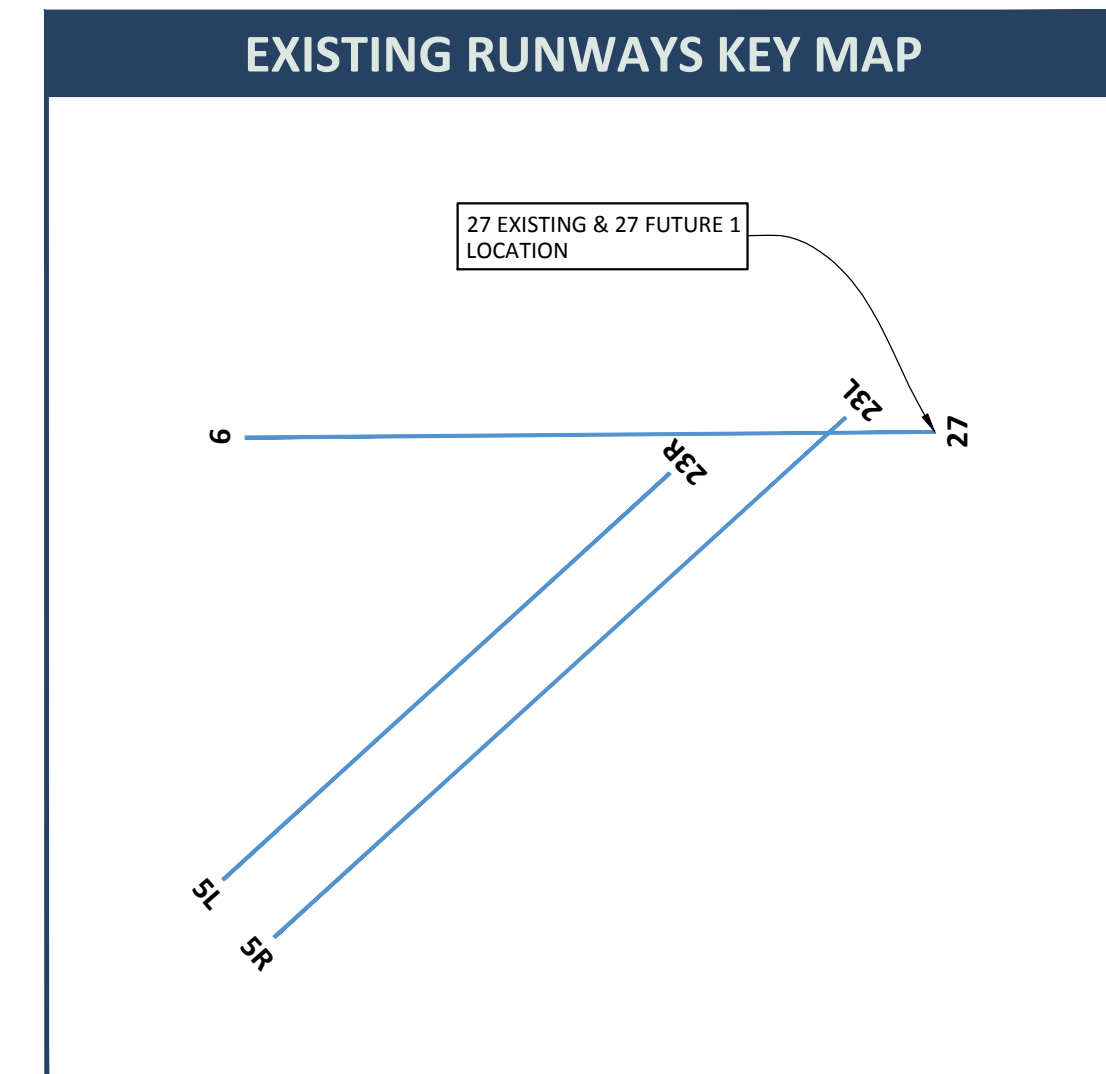 EXISTING RUNWAYS KEY MAP
27 EXISTING & 27 FUTURE 1
LOCATION
23L
9
27
23R
5L
5R